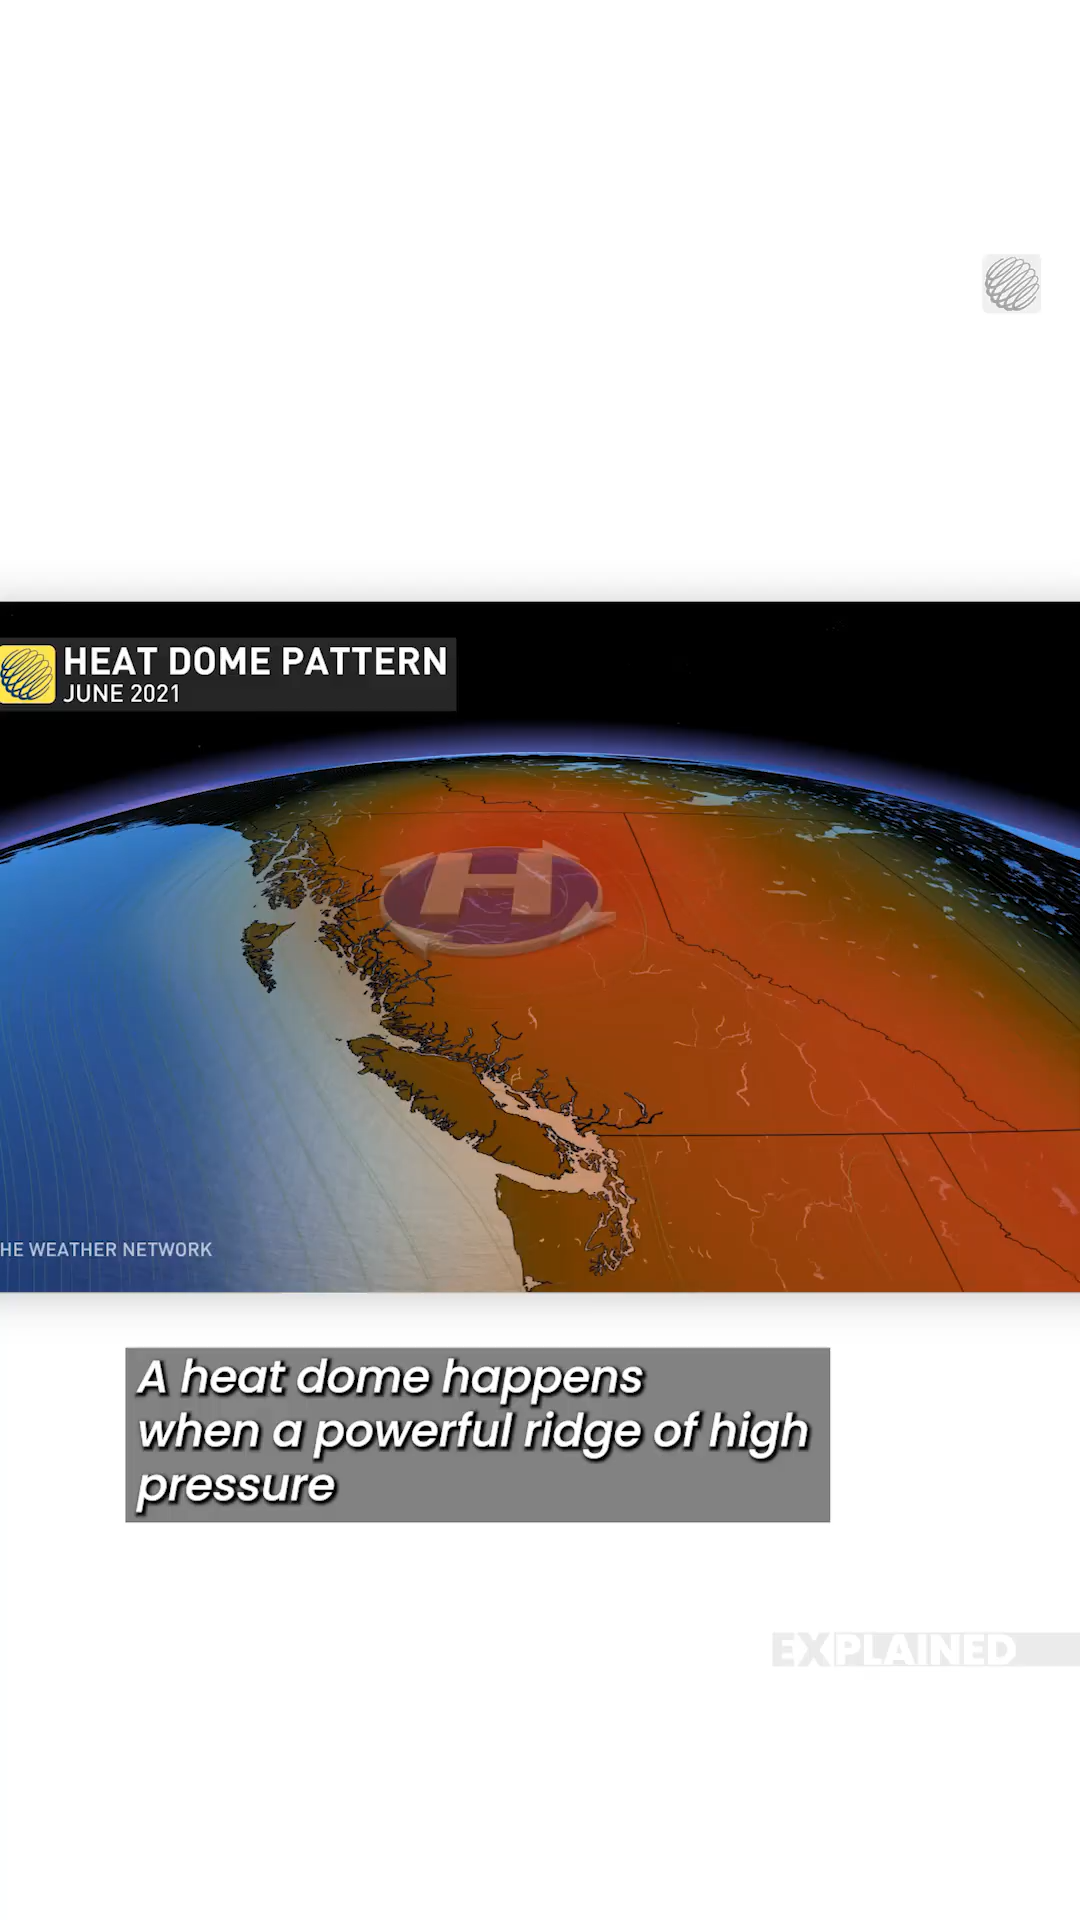 HEAT DOME PATTERN
JUNE 2021
H
HE WEATHER NETWORK
A heat dome happens
when a powerful ridge of high
pressure
EXPLAINED